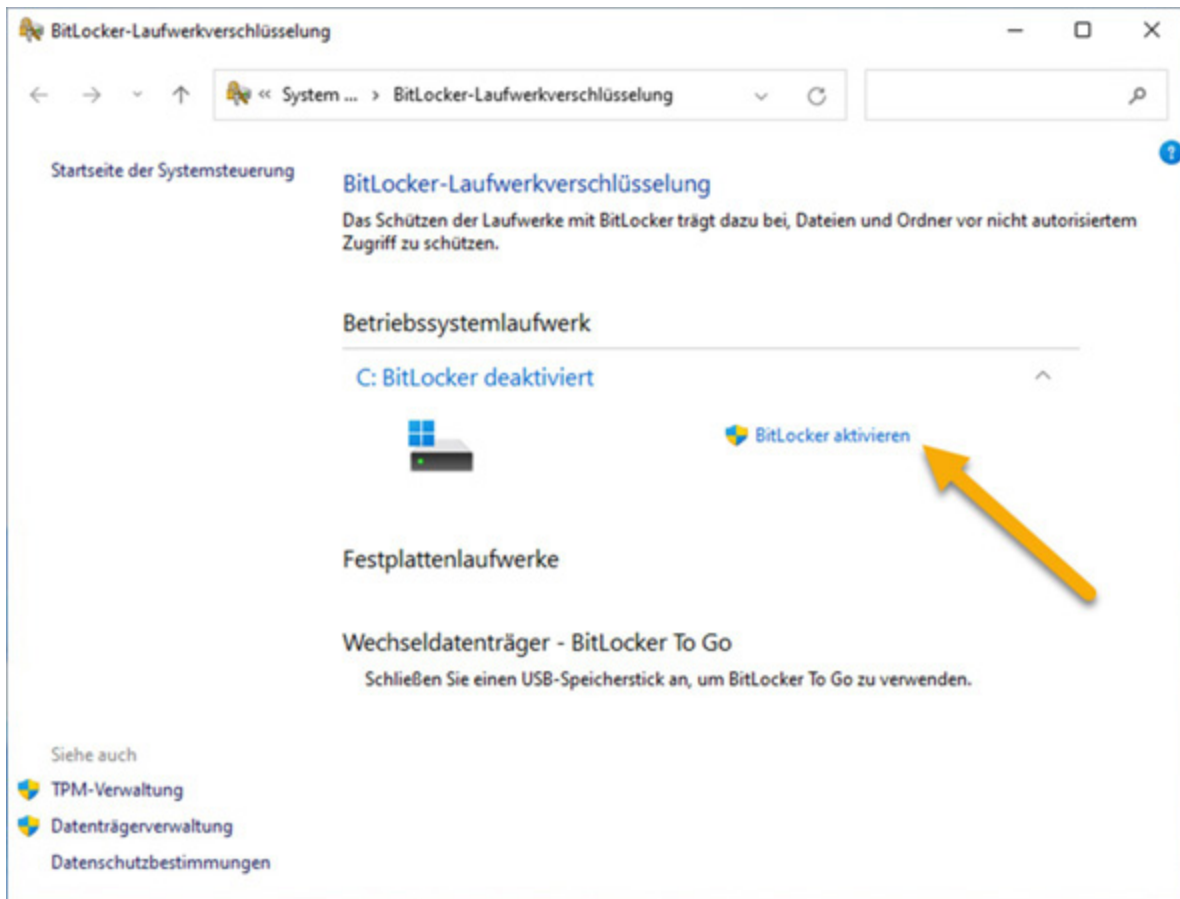 BitLocker-Laufwerkverschlüsselung
« System ... › BitLocker-Laufwerkverschlüsselung
?
Startseite der Systemsteuerung
BitLocker-Laufwerkverschlüsselung
Das Schützen der Laufwerke mit BitLocker trägt dazu bei, Dateien und Ordner vor nicht autorisiertem
Zugriff zu schützen.
Betriebssystemlaufwerk
C: BitLocker deaktiviert
BitLocker aktivieren
Festplattenlaufwerke
Wechseldatenträger - BitLocker To Go
Schließen Sie einen USB-Speicherstick an, um BitLocker To Go zu verwenden.
Siehe auch
TPM-Verwaltung
Datenträgerverwaltung
Datenschutzbestimmungen